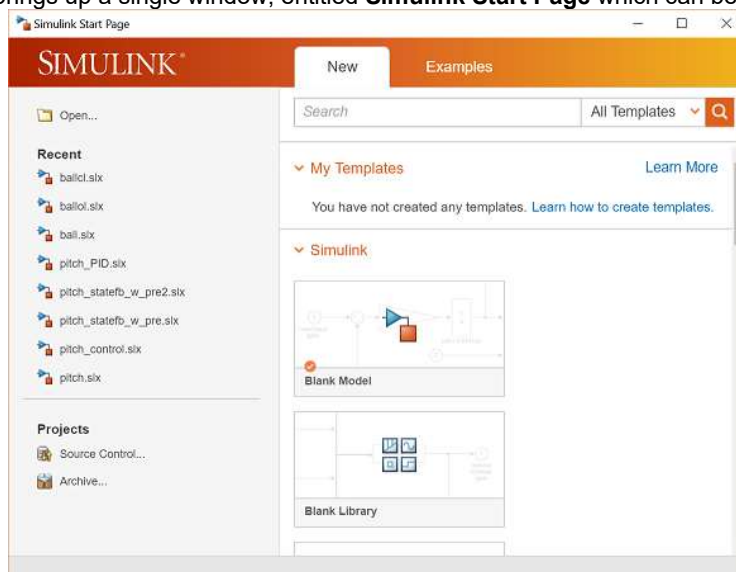 brings up a single window, entitled Simulink Start Page which can be
Simulink Start Page
SIMULINK®
New
Examples
Open...
Search
All Templates
Recent
ballcl.slx
ballol.slx
ball.slx
pitch_PID.slx
pitch_statefb_w_pre2.slx
pitch_statefb_w_pre.slx
pitch_control.slx
pitch.slx
Projects
Source Control...
Archive...
My Templates
Learn More
You have not created any templates. Learn how to create templates.
Simulink
Blank Model
Blank Library